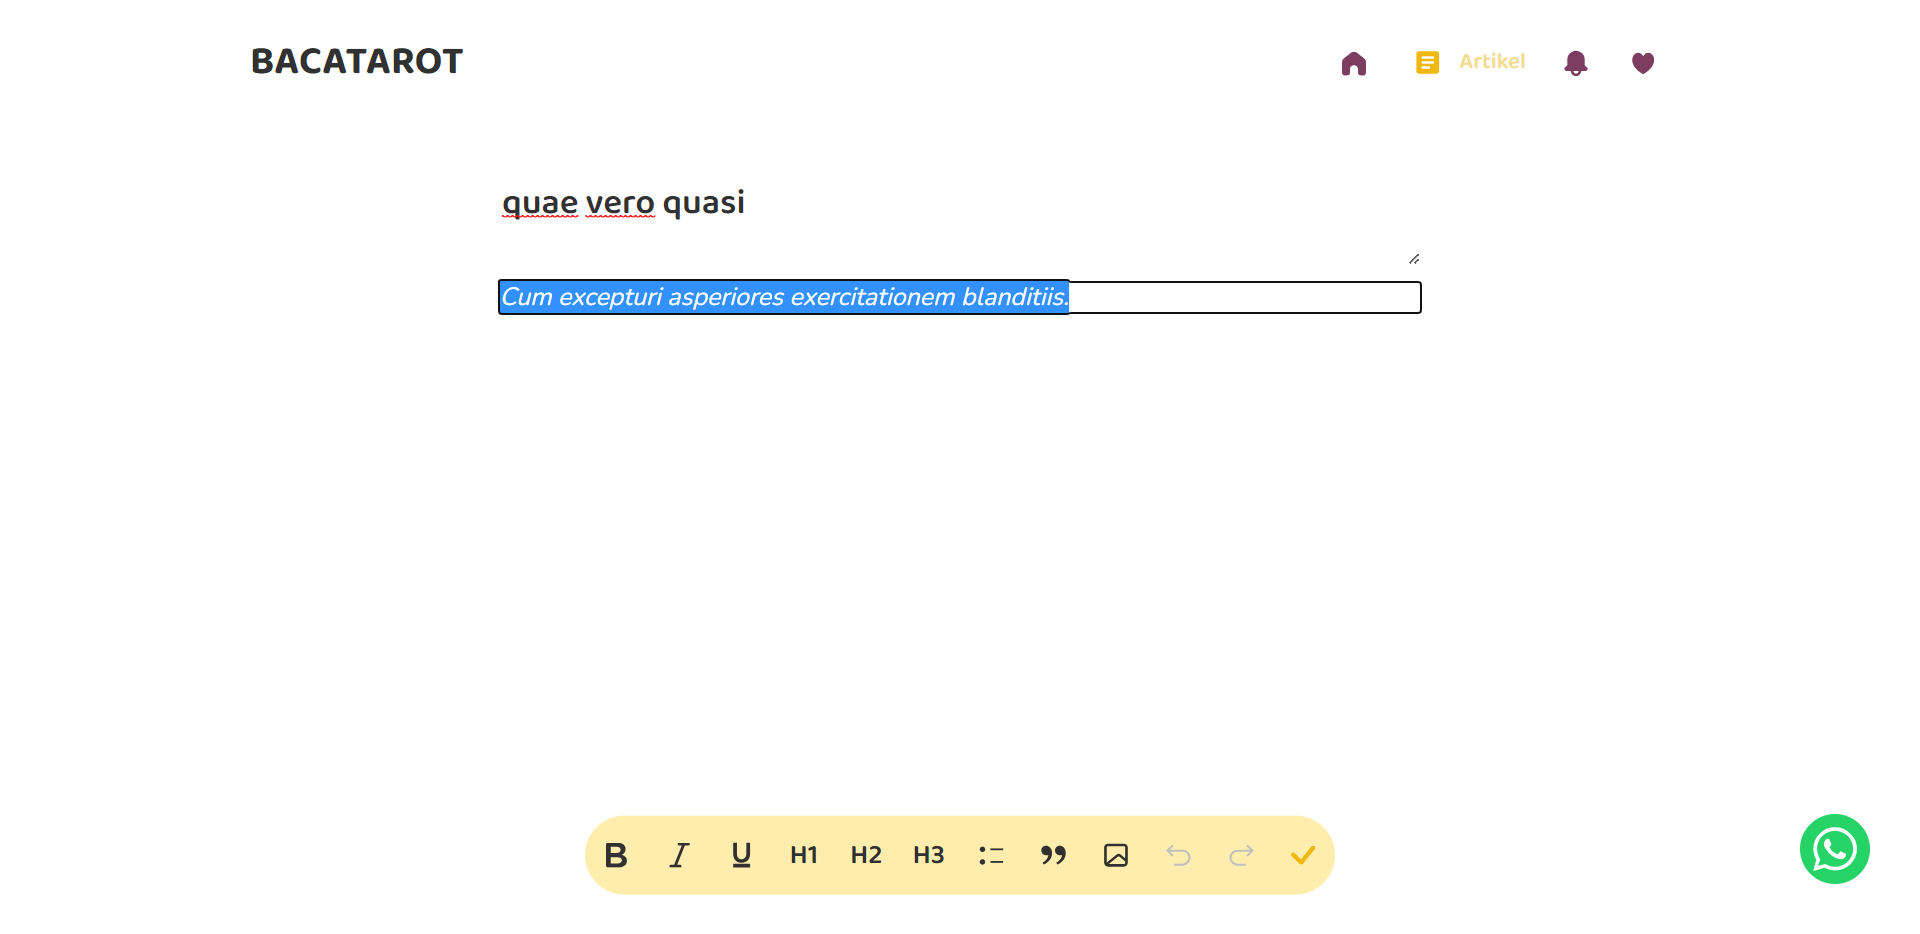 BACATAROT
Artikel
quae vero quasi
Cum excepturi asperiores exercitationem blanditiis.
B I U H1 H2 H3